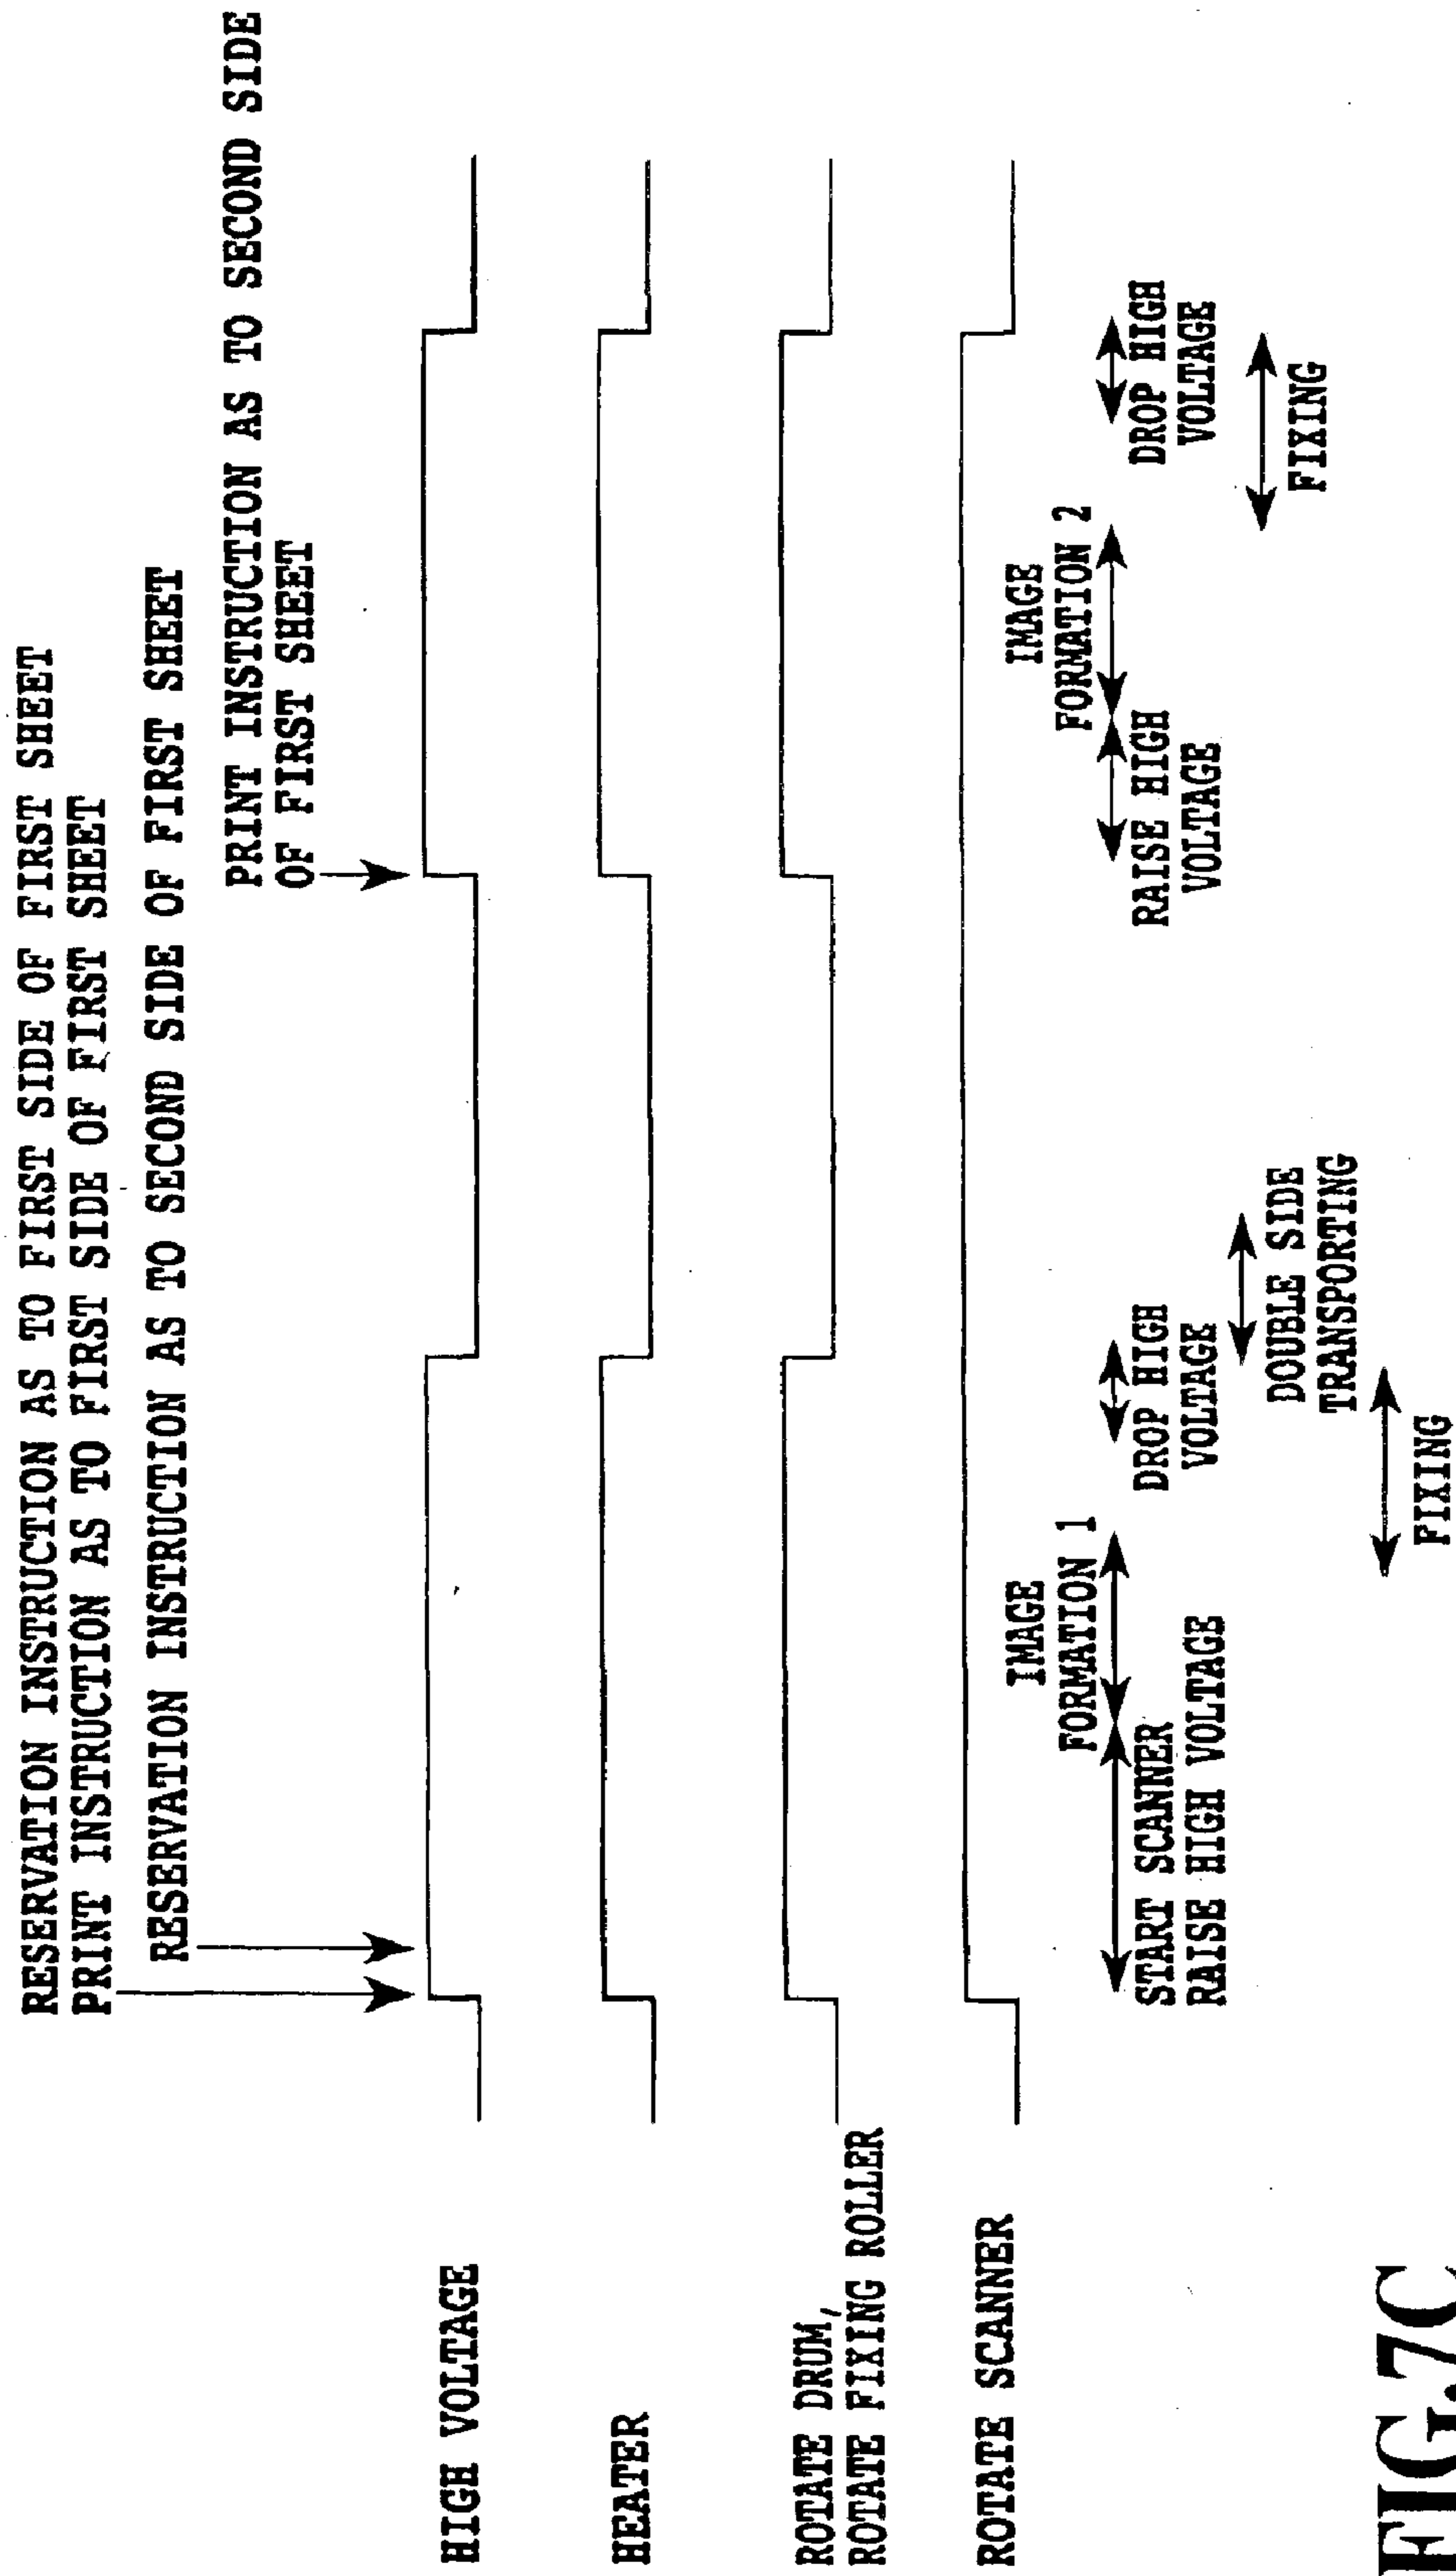 RESERVATION INSTRUCTION AS TO FIRST SIDE OF FIRST SHEET
PRINT INSTRUCTION AS TO FIRST SIDE OF FIRST SHEET
RESERVATION INSTRUCTION AS TO SECOND SIDE OF FIRST SHEET
PRINT INSTRUCTION AS TO SECOND SIDE
OF FIRST SHEET
HIGH VOLTAGE
HEATER
ROTATE DRUM,
ROTATE FIXING ROLLER
ROTATE SCANNER
IMAGE
FORMATION 1
IMAGE
FORMATION 2
START SCANNER
RAISE HIGH VOLTAGE
DROP HIGH
VOLTAGE
RAISE HIGH
VOLTAGE
DROP HIGH
VOLTAGE
DOUBLE SIDE
TRANSPORTING
FIXING
FIXING
FIG.7C